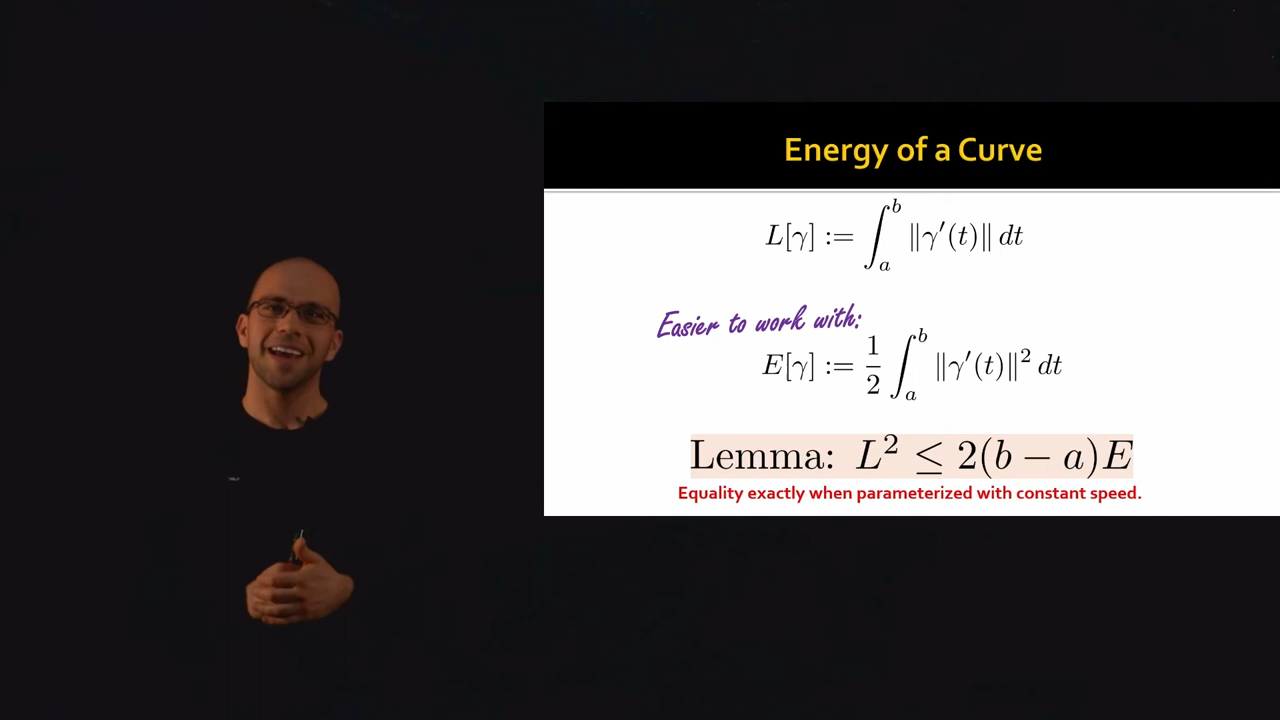 Energy of a Curve
L[γ] := ∫_a^b ‖γ′(t)‖ dt
Easier to work with:
E[γ] := 1/2 ∫_a^b ‖γ′(t)‖² dt
Lemma: L² ≤ 2(b − a)E
Equality exactly when parameterized with constant speed.